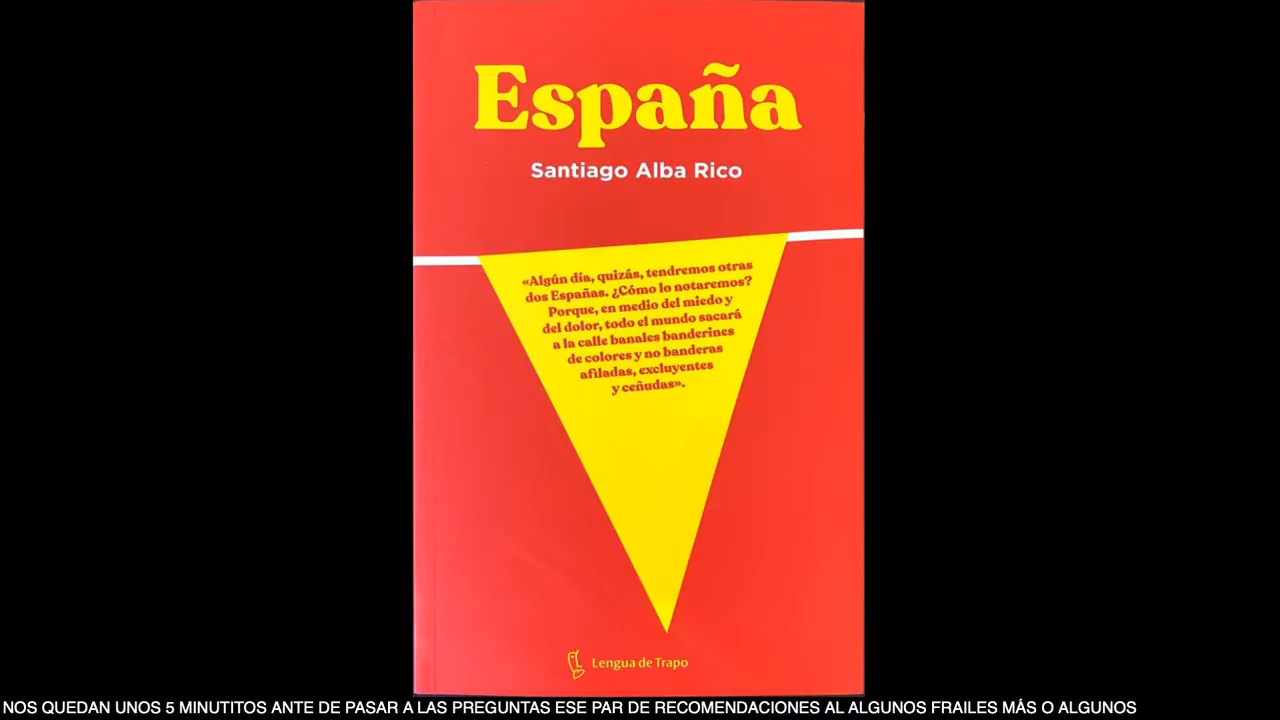 España
Santiago Alba Rico
«Algún día, quizás, tendremos otras
dos Españas. ¿Cómo lo notaremos?
Porque, en medio del miedo y
del dolor, todo el mundo sacará
a la calle banales banderines
de colores y no banderas
afiladas, excluyentes
y ceñudas».
Lengua de Trapo
NOS QUEDAN UNOS 5 MINUTITOS ANTE DE PASAR A LAS PREGUNTAS ESE PAR DE RECOMENDACIONES AL ALGUNOS FRAILES MÁS O ALGUNOS